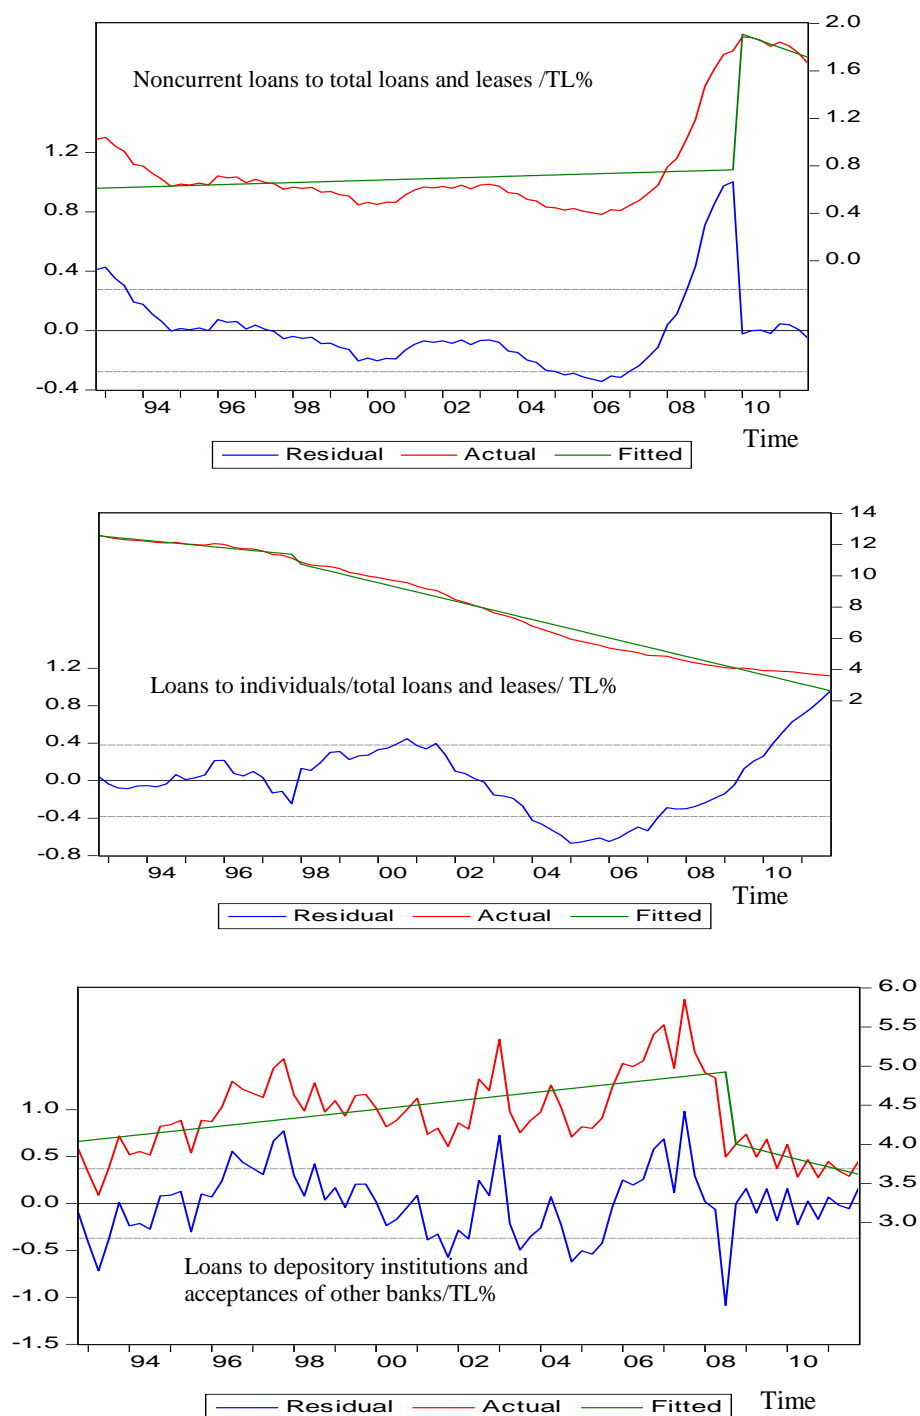 2.0
Noncurrent loans to total loans and leases /TL%
1.6
1.2
1.2
0.8
0.8
0.4
0.4
0.0
0.0
-0.4
94 96 98 00 02 04 06 08 10
Time
Residual Actual Fitted
14
12
10
8
6
1.2
4
Loans to individuals/total loans and leases/ TL%
0.8
2
0.4
0.0
-0.4
-0.8
94 96 98 00 02 04 06 08 10
Time
Residual Actual Fitted
6.0
5.5
5.0
1.0
4.5
0.5
4.0
0.0
3.5
-0.5
3.0
Loans to depository institutions and
acceptances of other banks/TL%
-1.0
-1.5
94 96 98 00 02 04 06 08 10
Time
Residual Actual Fitted